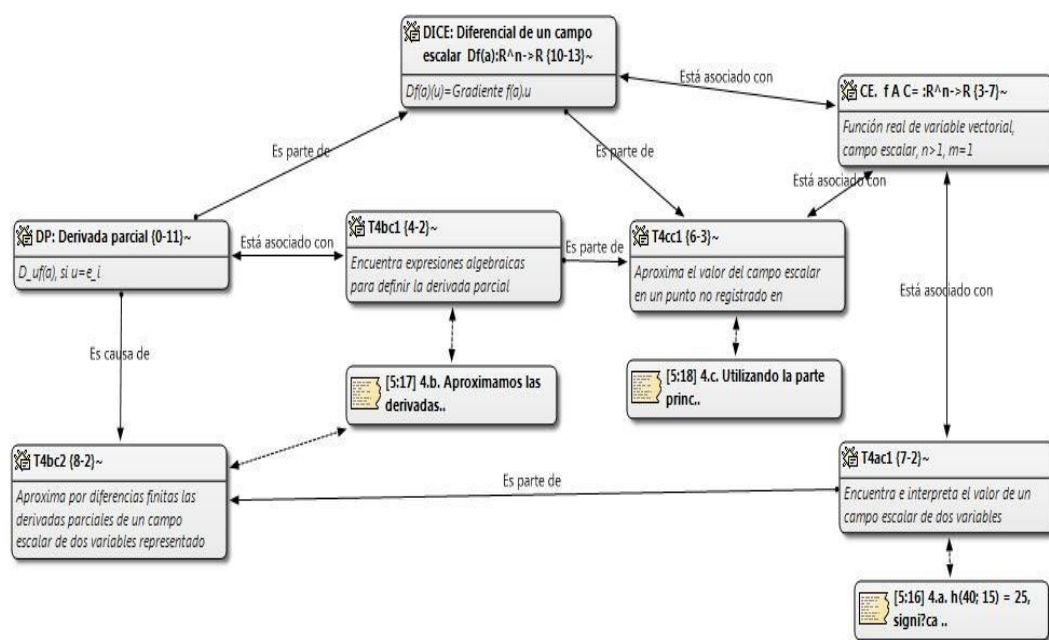 DICE: Diferencial de un campo
escalar Df(a):R^n->R {10-13}~
Df(a)(u)=Gradiente f(a).u
Está asociado con
CE. f A C= :R^n->R {3-7}~
Función real de variable vectorial,
campo escalar, n>1, m=1
Es parte de
Es parte de
Está asociado con
DP: Derivada parcial {0-11}~
D_uf(a), si u=e_i
Está asociado con
T4bc1 {4-2}~
Encuentra expresiones algebraicas
para definir la derivada parcial
Es parte de
T4cc1 {6-3}~
Aproxima el valor del campo escalar
en un punto no registrado en
Está asociado con
Es causa de
[5:17] 4.b. Aproximamos las
derivadas..
[5:18] 4.c. Utilizando la parte
princ..
T4bc2 {8-2}~
Aproxima por diferencias finitas las
derivadas parciales de un campo
escalar de dos variables representado
Es parte de
T4ac1 {7-2}~
Encuentra e interpreta el valor de un
campo escalar de dos variables
[5:16] 4.a. h(40; 15) = 25,
signi?ca ..